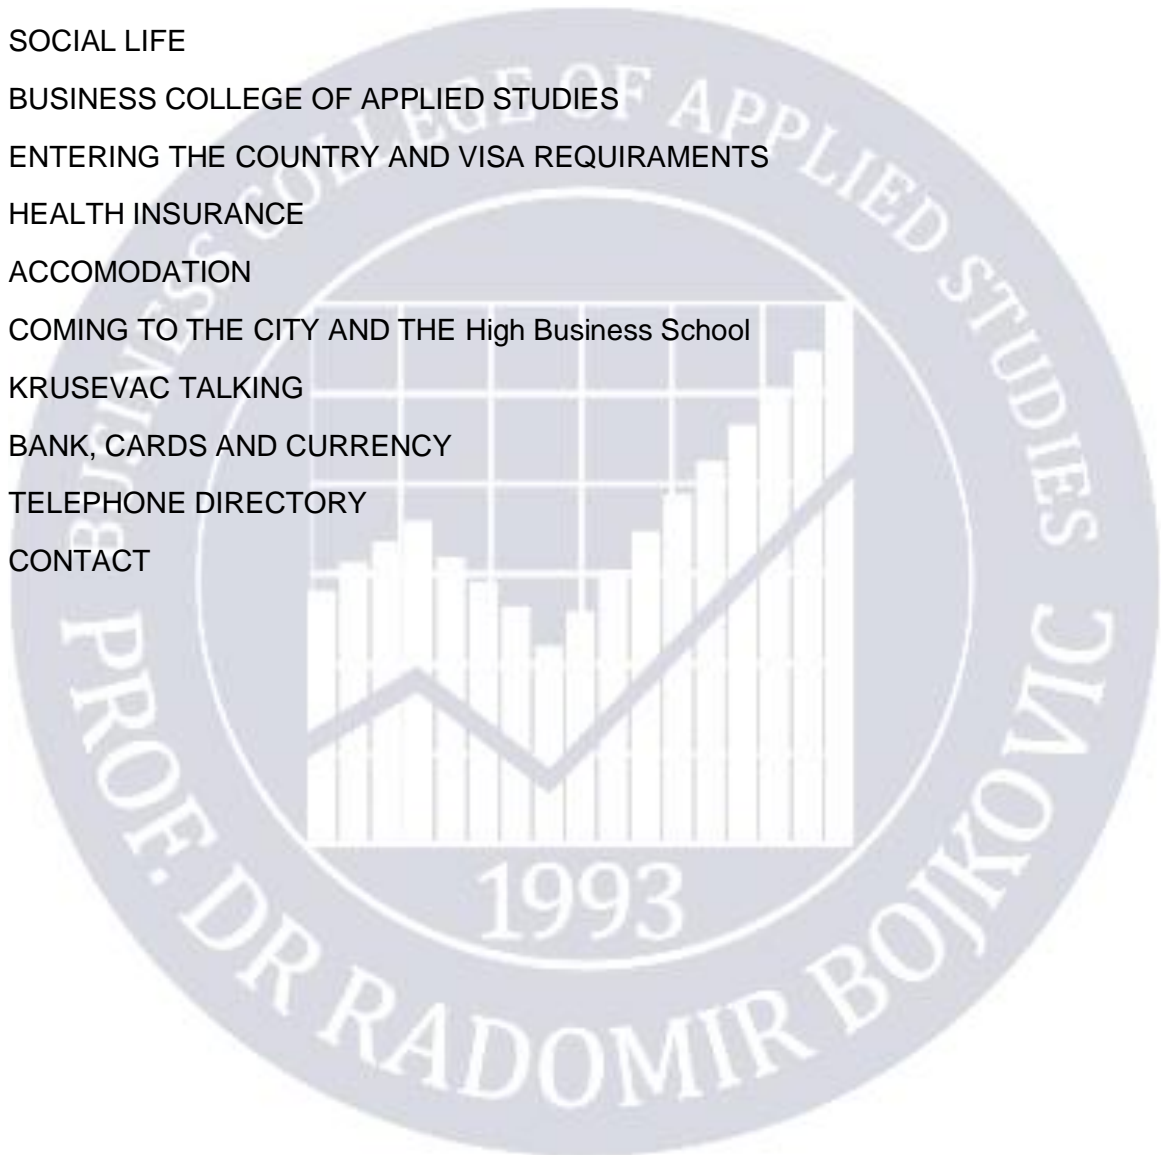 SOCIAL LIFE
BUSINESS COLLEGE OF APPLIED STUDIES
ENTERING THE COUNTRY AND VISA REQUIRAMENTS
HEALTH INSURANCE
ACCOMODATION
COMING TO THE CITY AND THE High Business School
KRUSEVAC TALKING
BANK, CARDS AND CURRENCY
TELEPHONE DIRECTORY
CONTACT
BUSINESS COLLEGE OF APPLIED STUDIES
1993
PROF. DR RADOMIR BOJKOVIC